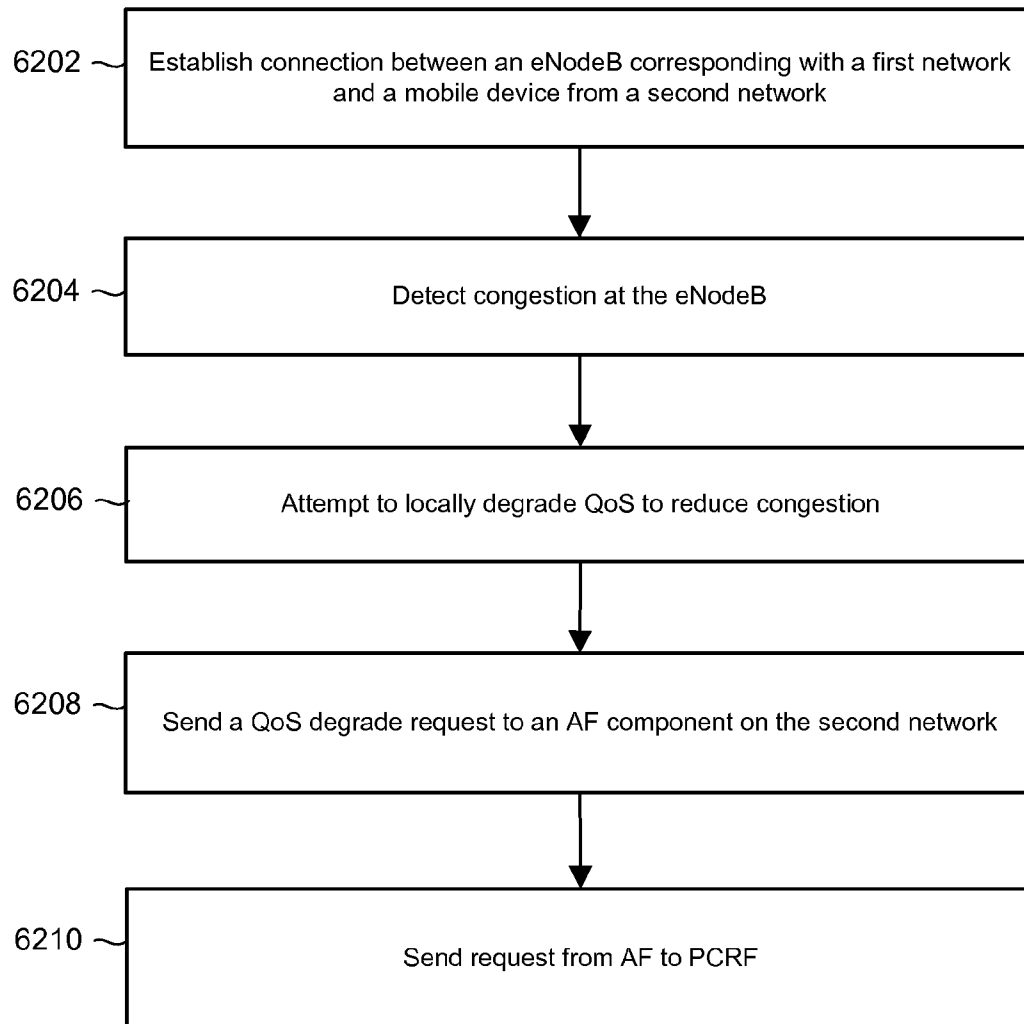 6202
Establish connection between an eNodeB corresponding with a first network
and a mobile device from a second network
6204
Detect congestion at the eNodeB
6206
Attempt to locally degrade QoS to reduce congestion
6208
Send a QoS degrade request to an AF component on the second network
6210
Send request from AF to PCRF